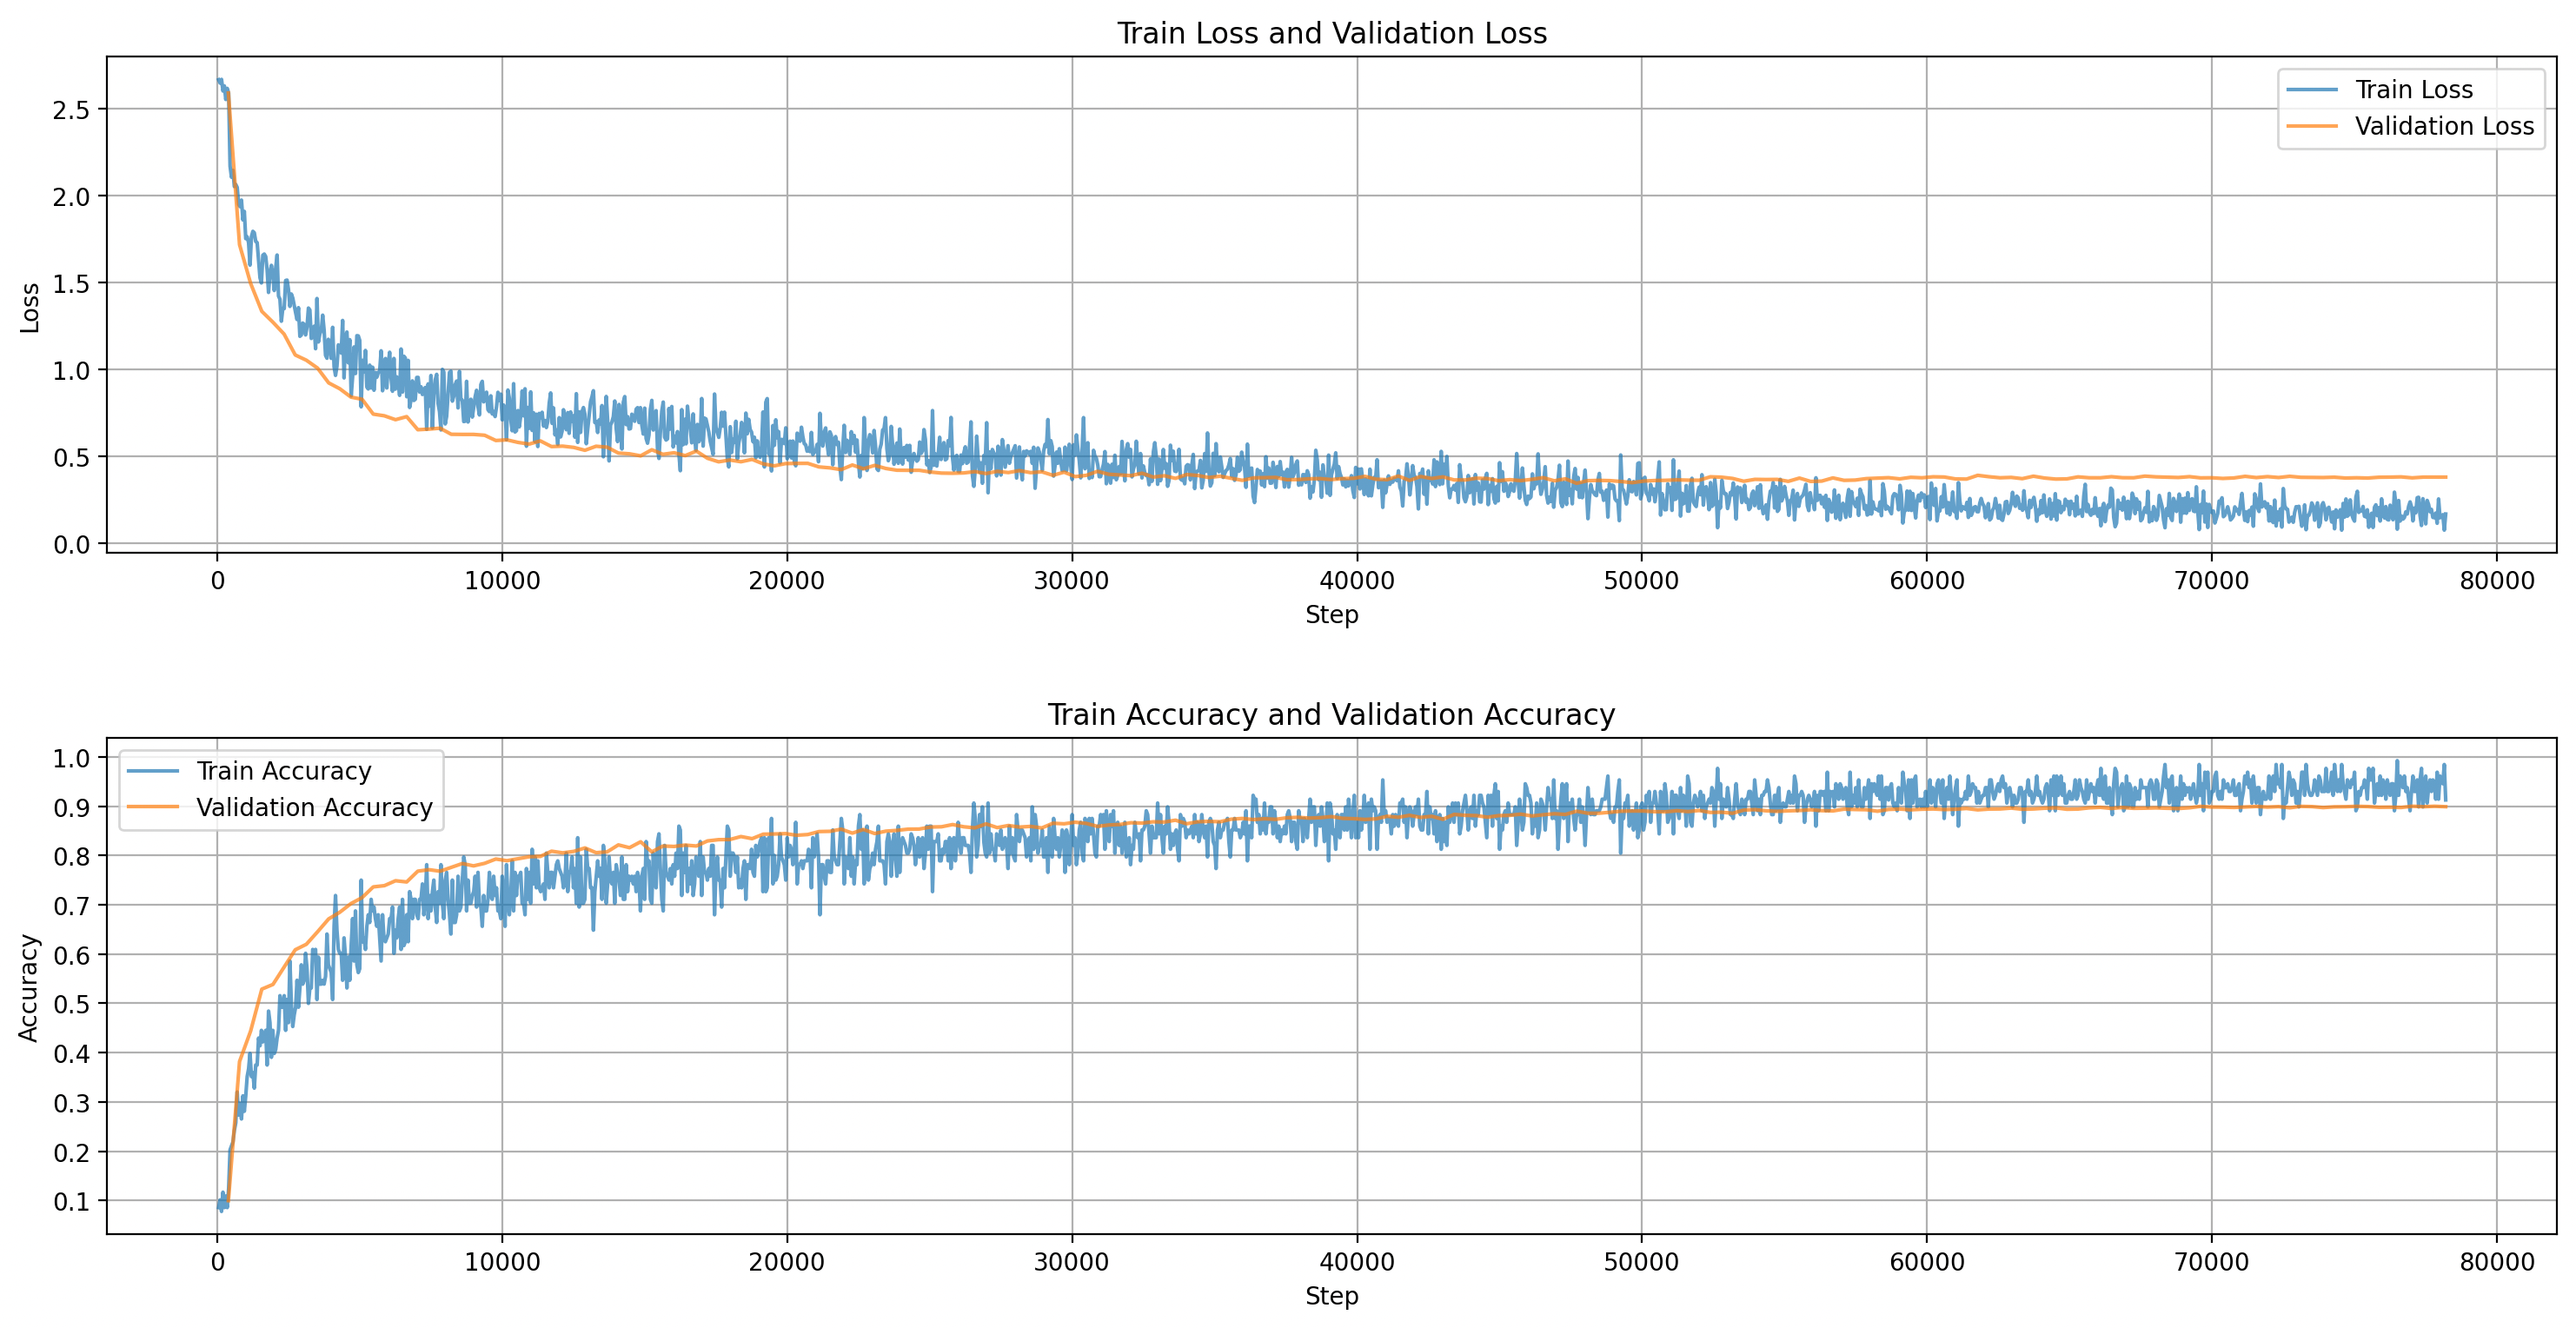 Train Loss and Validation Loss
Train Loss
Validation Loss
2.5
2.0
1.5
1.0
0.5
0.0
Loss
0 10000 20000 30000 40000 50000 60000 70000 80000
Step
Train Accuracy and Validation Accuracy
Train Accuracy
Validation Accuracy
1.0
0.9
0.8
0.7
0.6
0.5
0.4
0.3
0.2
0.1
Accuracy
0 10000 20000 30000 40000 50000 60000 70000 80000
Step